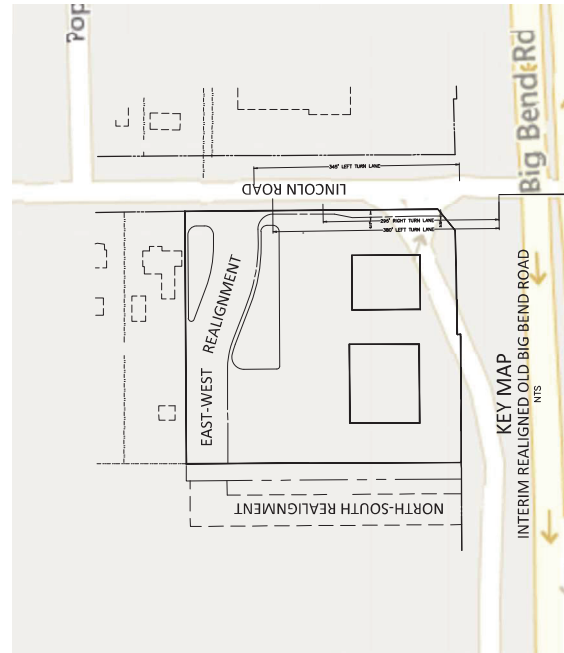 Pop
Big Bend Rd
345' LEFT TURN LANE
LINCOLN ROAD
295' RIGHT TURN LANE
380' LEFT TURN LANE
EAST-WEST REALIGNMENT
NORTH-SOUTH REALIGNMENT
KEY MAP
INTERIM REALIGNED OLD BIG BEND ROAD
NTS